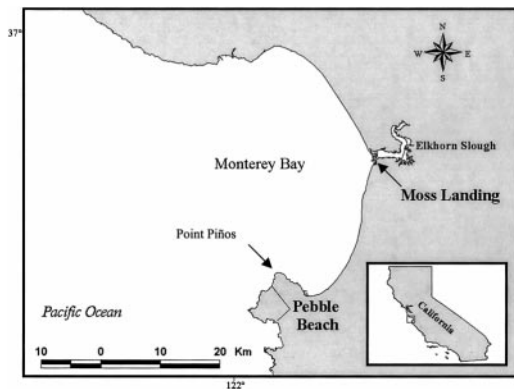 37°
N
W E
S
Elkhorn Slough
Monterey Bay
Moss Landing
Point Piños
Pebble
Beach
Pacific Ocean
California
10 0 10 20 Km
122°